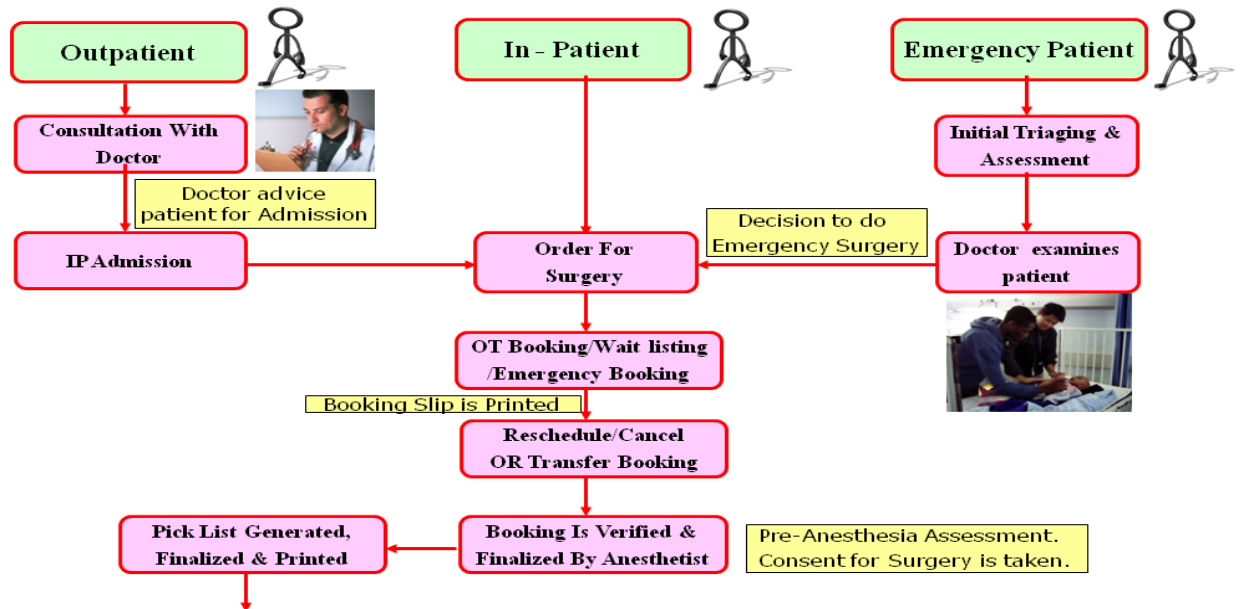 Outpatient
In - Patient
Emergency Patient
Consultation With
Doctor
Initial Triaging &
Assessment
Doctor advice
patient for Admission
Decision to do
Emergency Surgery
IP Admission
Order For
Surgery
Doctor examines
patient
OT Booking/Wait listing
/Emergency Booking
Booking Slip is Printed
Reschedule/Cancel
OR Transfer Booking
Pick List Generated,
Finalized & Printed
Booking Is Verified &
Finalized By Anesthetist
Pre-Anesthesia Assessment.
Consent for Surgery is taken.